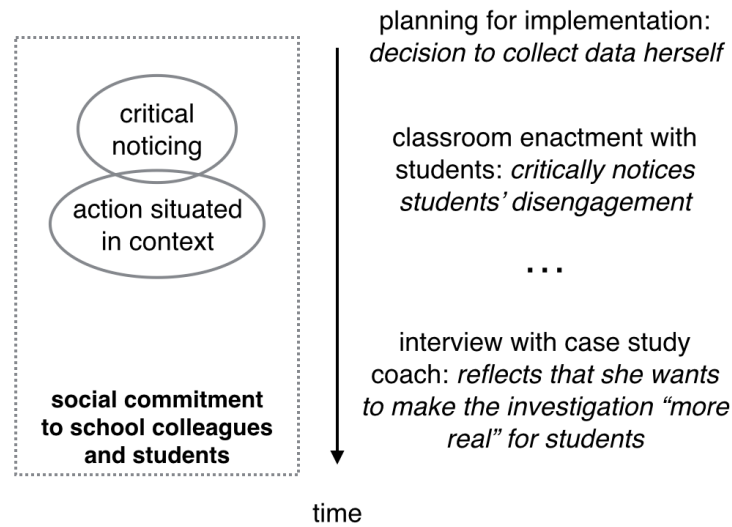 critical
noticing
action situated
in context
social commitment
to school colleagues
and students
planning for implementation:
decision to collect data herself
classroom enactment with
students: critically notices
students’ disengagement
...
interview with case study
coach: reflects that she wants
to make the investigation “more
real” for students
time